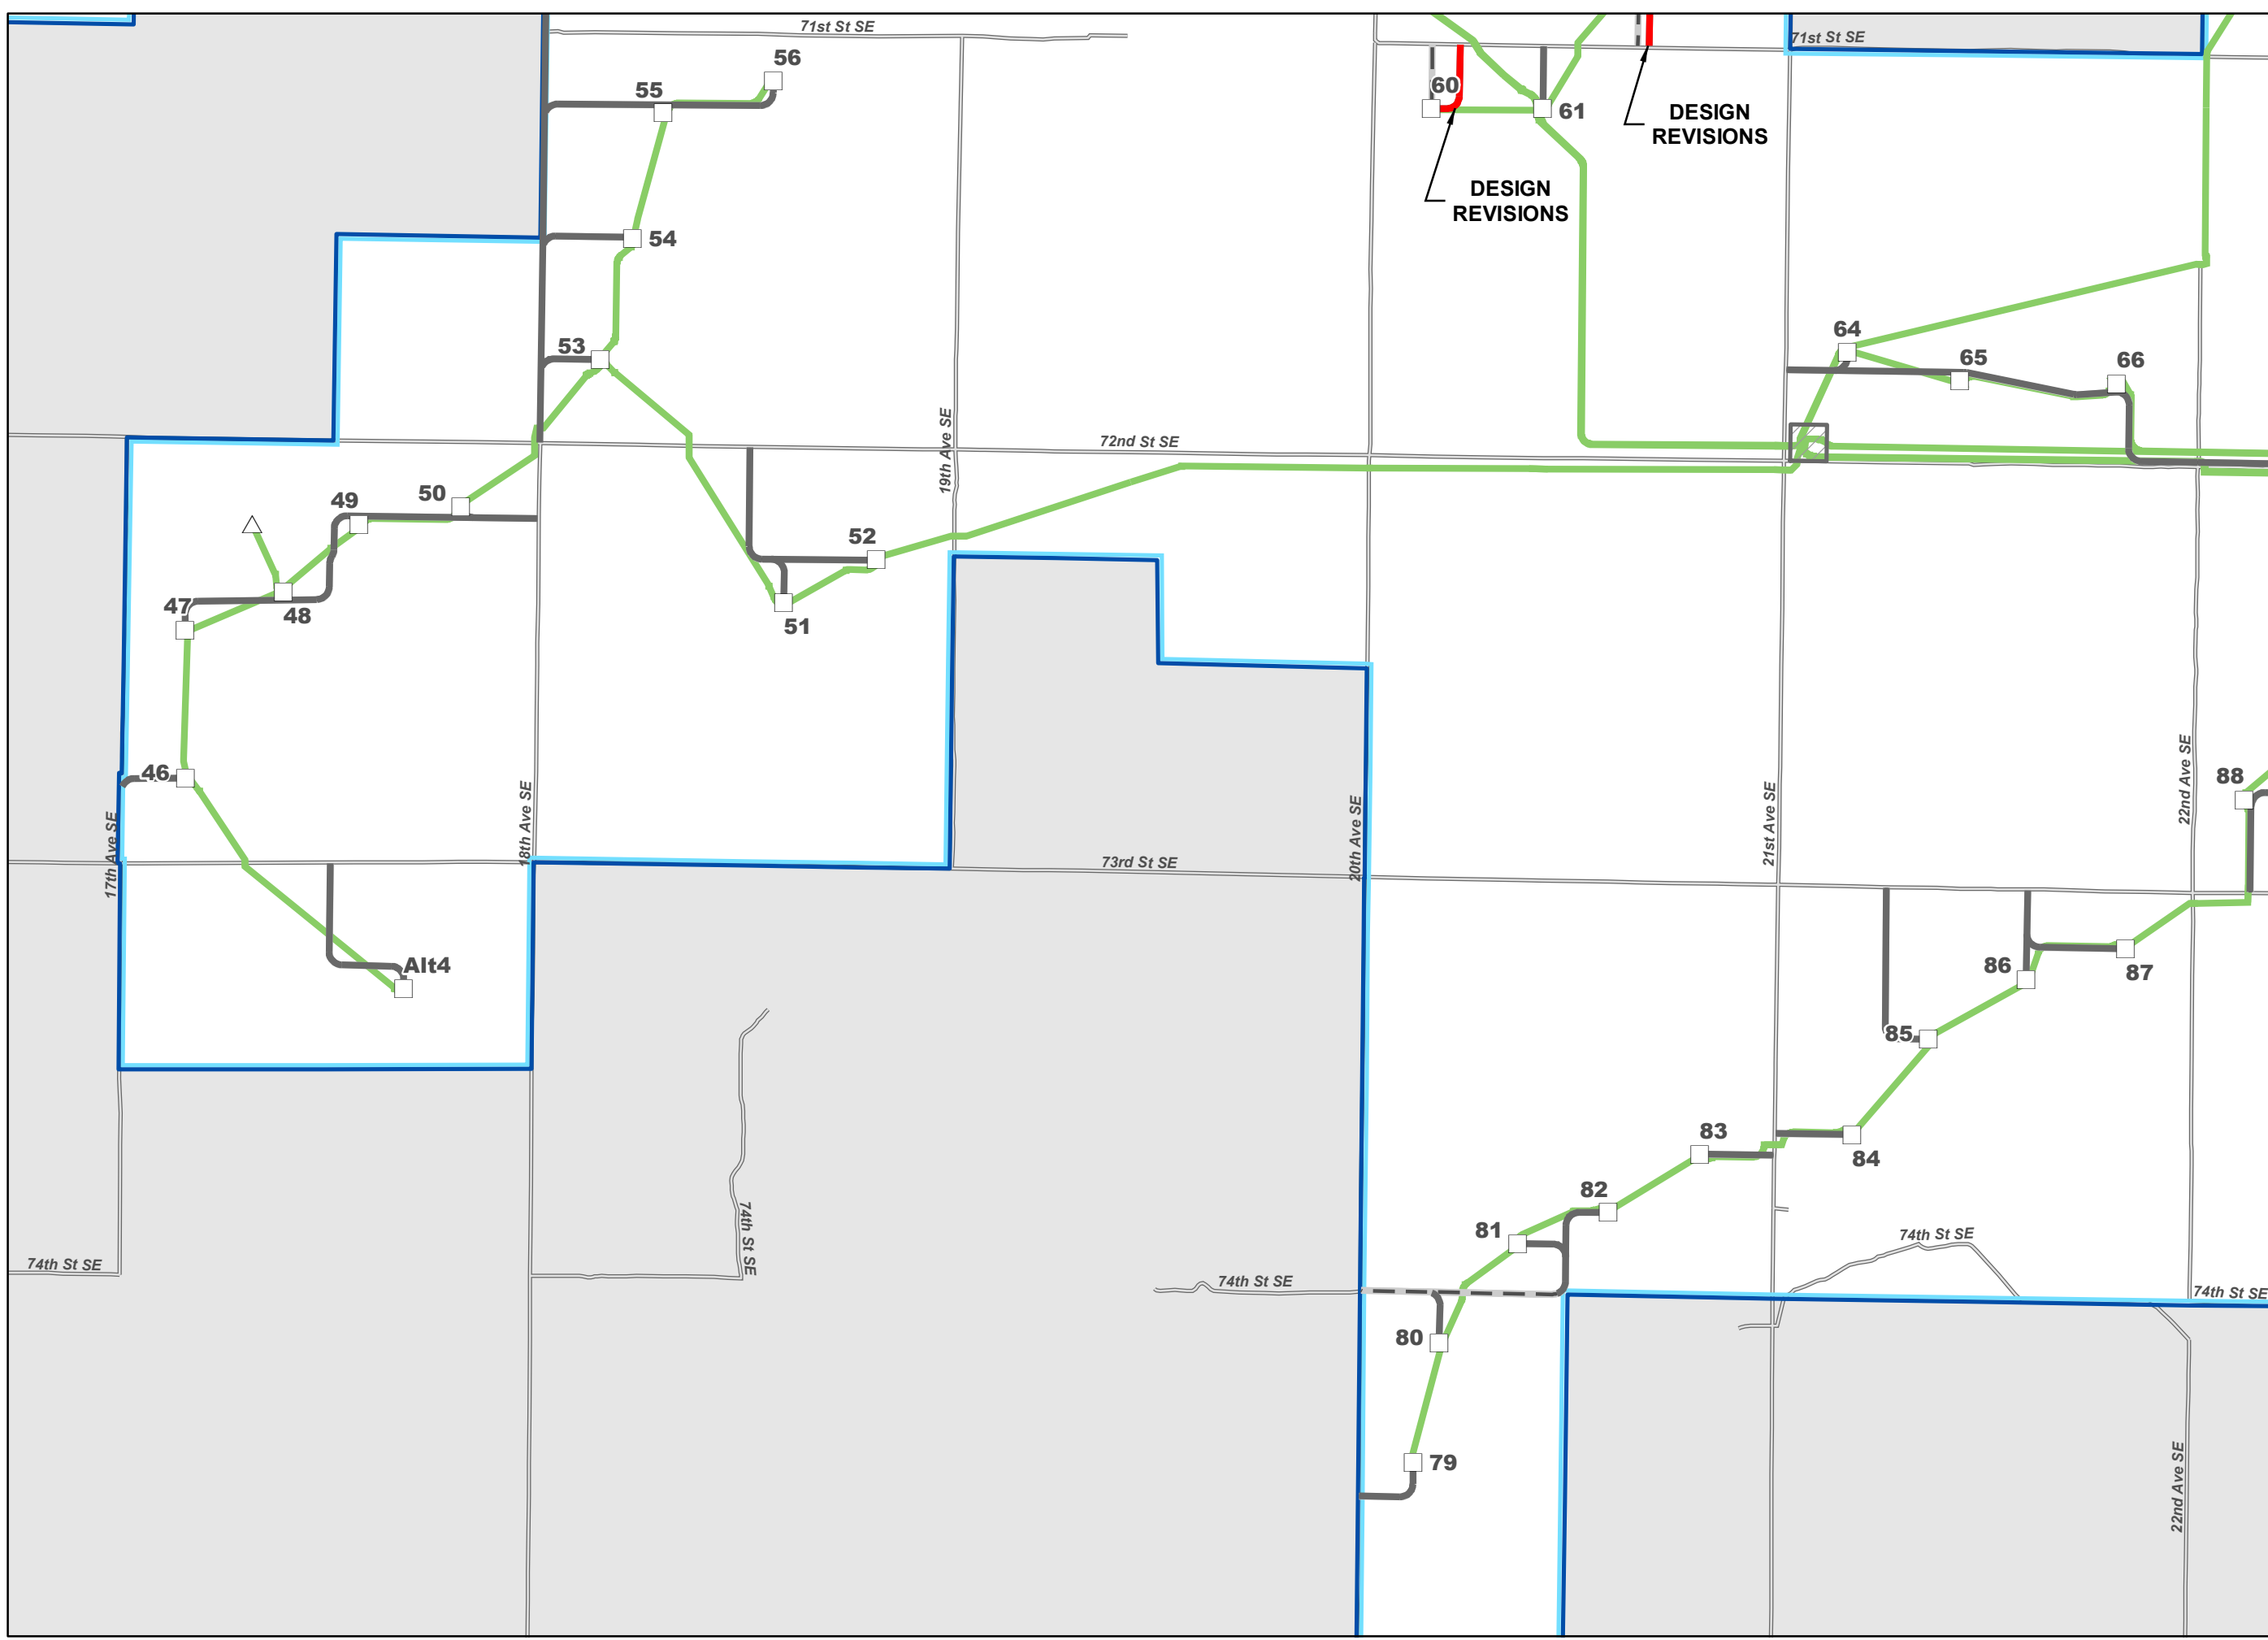 71st St SE
71st St SE
56
55
60
61
DESIGN
REVISIONS
DESIGN
REVISIONS
54
53
64
65
66
19th Ave SE
72nd St SE
49
50
52
47
48
51
46
17th Ave SE
18th Ave SE
20th Ave SE
21st Ave SE
22nd Ave SE
88
73rd St SE
Alt4
86
87
85
83
84
82
81
74th St SE
74th St SE
74th St SE
74th St SE
74th St SE
80
79
22nd Ave SE